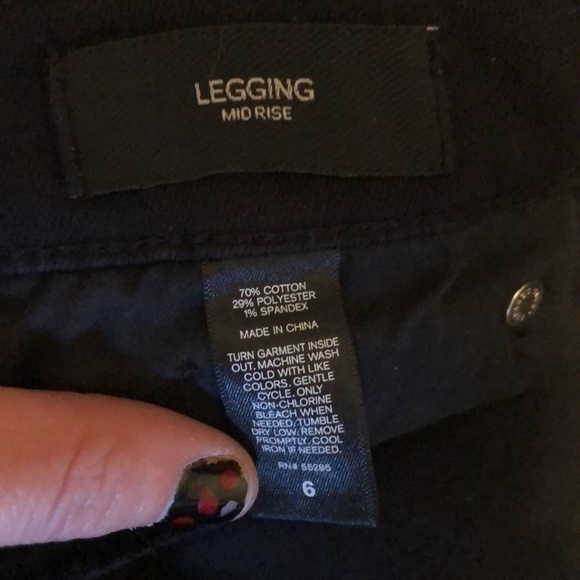 LEGGING
MID RISE
70% COTTON
29% POLYESTER
1% SPANDEX
MADE IN CHINA
TURN GARMENT INSIDE
OUT. MACHINE WASH
COLD WITH LIKE
COLORS. GENTLE
CYCLE. ONLY
NON-CHLORINE
BLEACH WHEN
NEEDED. TUMBLE
DRY LOW. REMOVE
PROMPTLY. COOL
IRON IF NEEDED.
RN# 55285
6